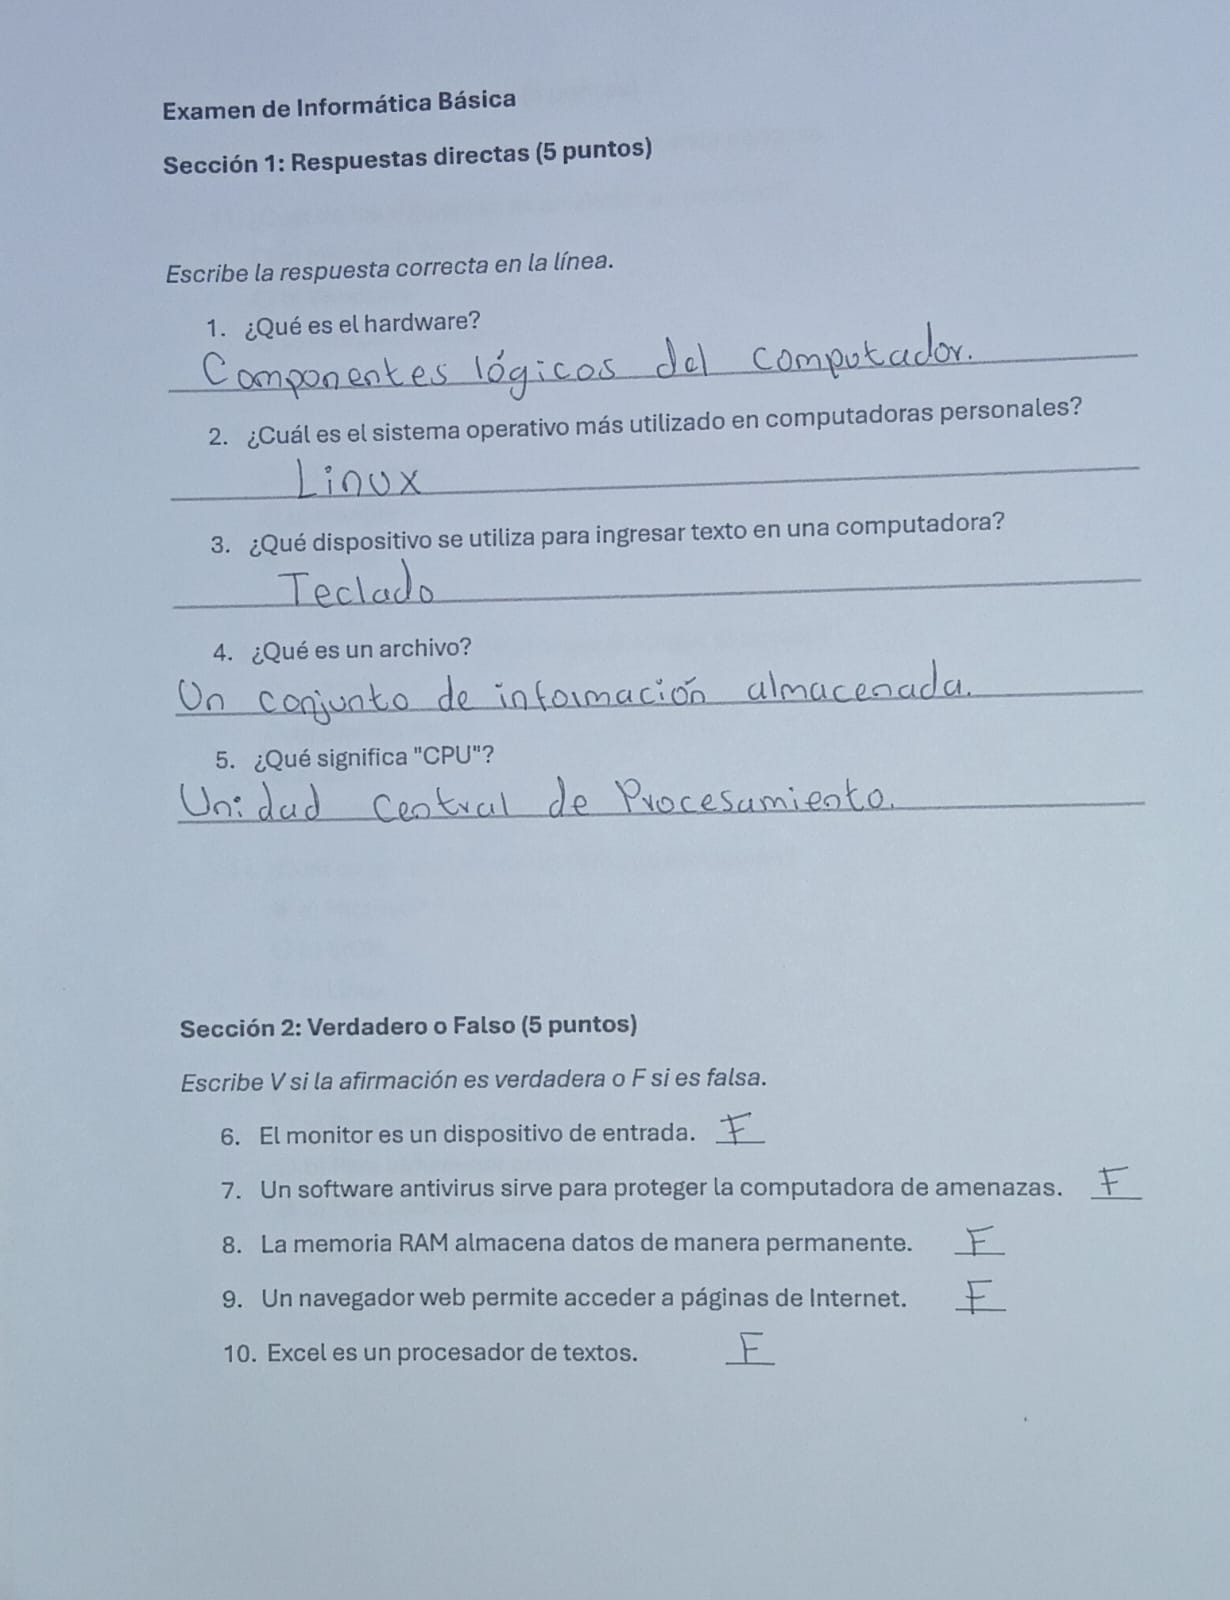 Examen de Informática Básica
Sección 1: Respuestas directas (5 puntos)
Escribe la respuesta correcta en la línea.
1. ¿Qué es el hardware?
Componentes lógicos del computador.
2. ¿Cuál es el sistema operativo más utilizado en computadoras personales?
Linux
3. ¿Qué dispositivo se utiliza para ingresar texto en una computadora?
Teclado
4. ¿Qué es un archivo?
Un conjunto de información almacenada.
5. ¿Qué significa "CPU"?
Unidad Central de Procesamiento.
Sección 2: Verdadero o Falso (5 puntos)
Escribe V si la afirmación es verdadera o F si es falsa.
6. El monitor es un dispositivo de entrada. F
7. Un software antivirus sirve para proteger la computadora de amenazas. F
8. La memoria RAM almacena datos de manera permanente. F
9. Un navegador web permite acceder a páginas de Internet. F
10. Excel es un procesador de textos. F